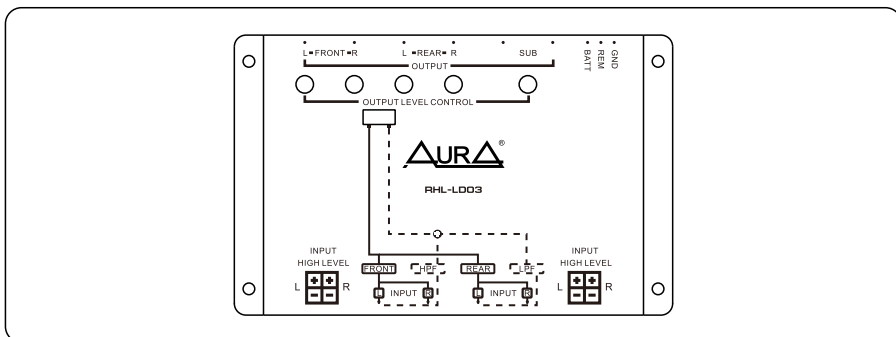 L FRONT R L REAR R SUB BATT REM GND
OUTPUT
OUTPUT LEVEL CONTROL
AURA®
RHL-LD03
INPUT
HIGH LEVEL
L + + R
- -
FRONT HPF REAR LPF
L INPUT R L INPUT R
INPUT
HIGH LEVEL
L + + R
- -